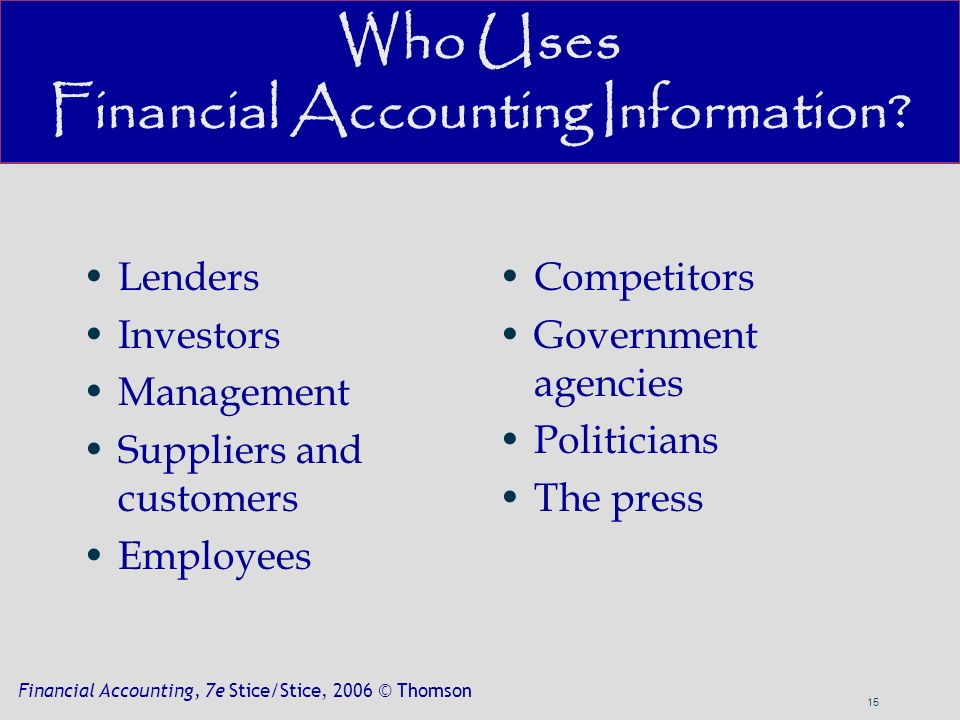 Who Uses
Financial Accounting Information?
• Lenders
• Investors
• Management
• Suppliers and
customers
• Employees
• Competitors
• Government
agencies
• Politicians
• The press
Financial Accounting, 7e Stice/Stice, 2006 © Thomson
15